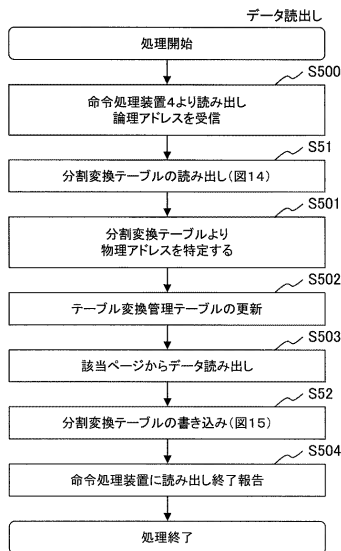 データ読出し
処理開始
S500
命令処理装置4より読み出し
論理アドレスを受信
S51
分割変換テーブルの読み出し(図14)
S501
分割変換テーブルより
物理アドレスを特定する
S502
テーブル変換管理テーブルの更新
S503
該当ページからデータ読み出し
S52
分割変換テーブルの書き込み(図15)
S504
命令処理装置に読み出し終了報告
処理終了